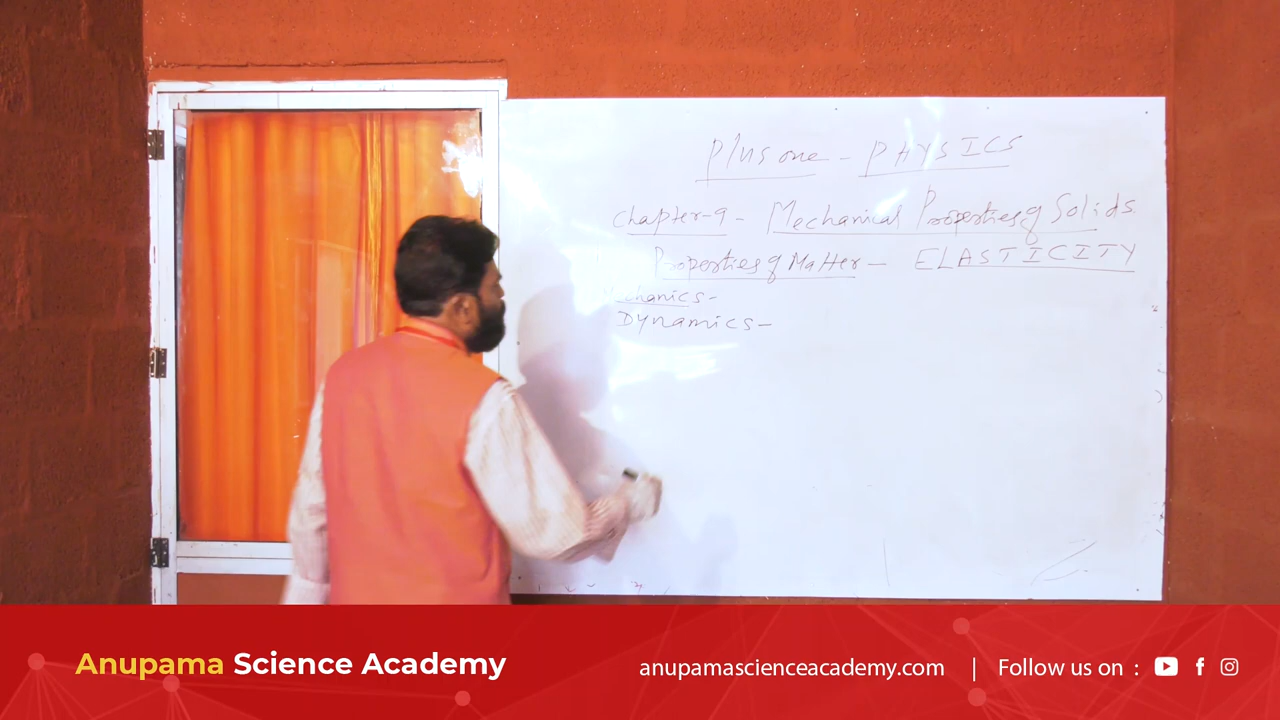 Plus one - PHYSICS
Chapter-9 - Mechanical Properties of Solids.
Properties of Matter - ELASTICITY
Mechanics-
Dynamics-
Anupama Science Academy
anupamascienceacademy.com | Follow us on :